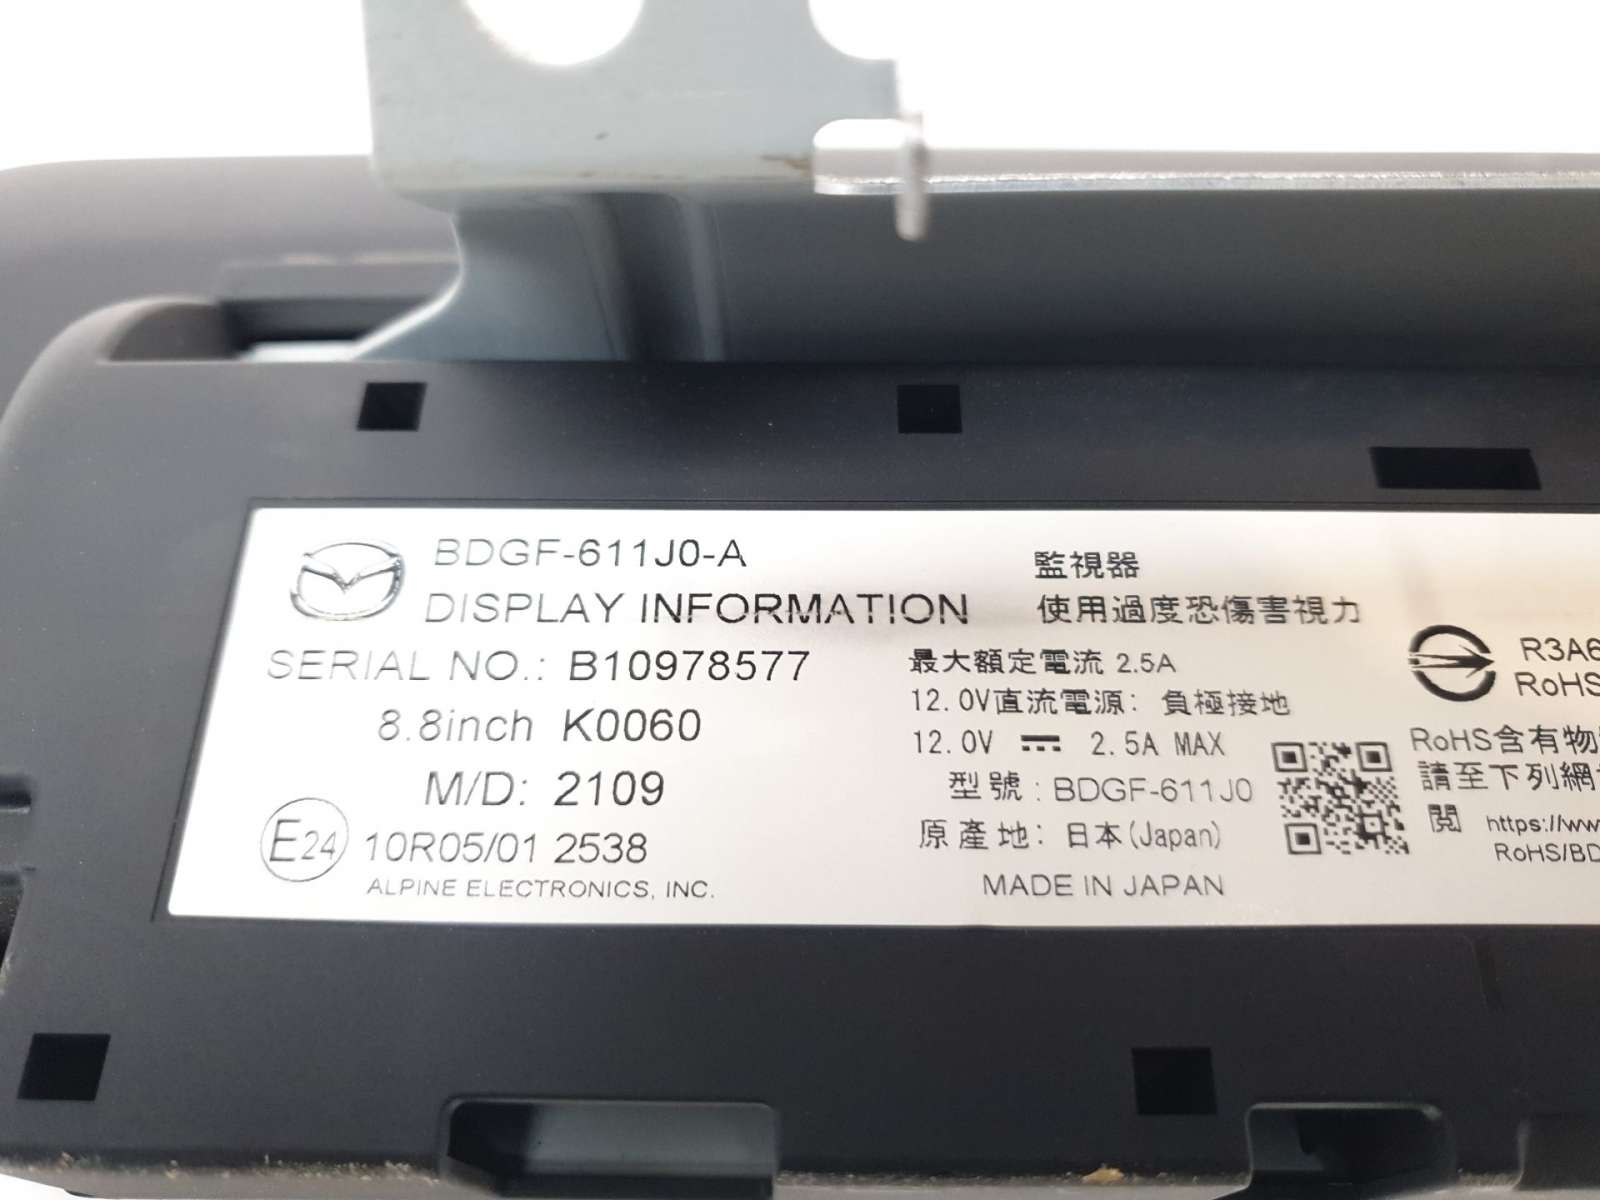 BDGF-611J0-A
DISPLAY INFORMATION
SERIAL NO.: B10978577
8.8inch K0060
M/D: 2109
E24 10R05/01 2538
ALPINE ELECTRONICS, INC.
監視器
使用過度恐傷害視力
最大額定電流 2.5A
12.0V直流電源: 負極接地
12.0V ⎓ 2.5A MAX
型號: BDGF-611J0
原產地: 日本(Japan)
MADE IN JAPAN
R3A6
RoHS
RoHS含有物
請至下列網
閱 https://ww
RoHS/BD